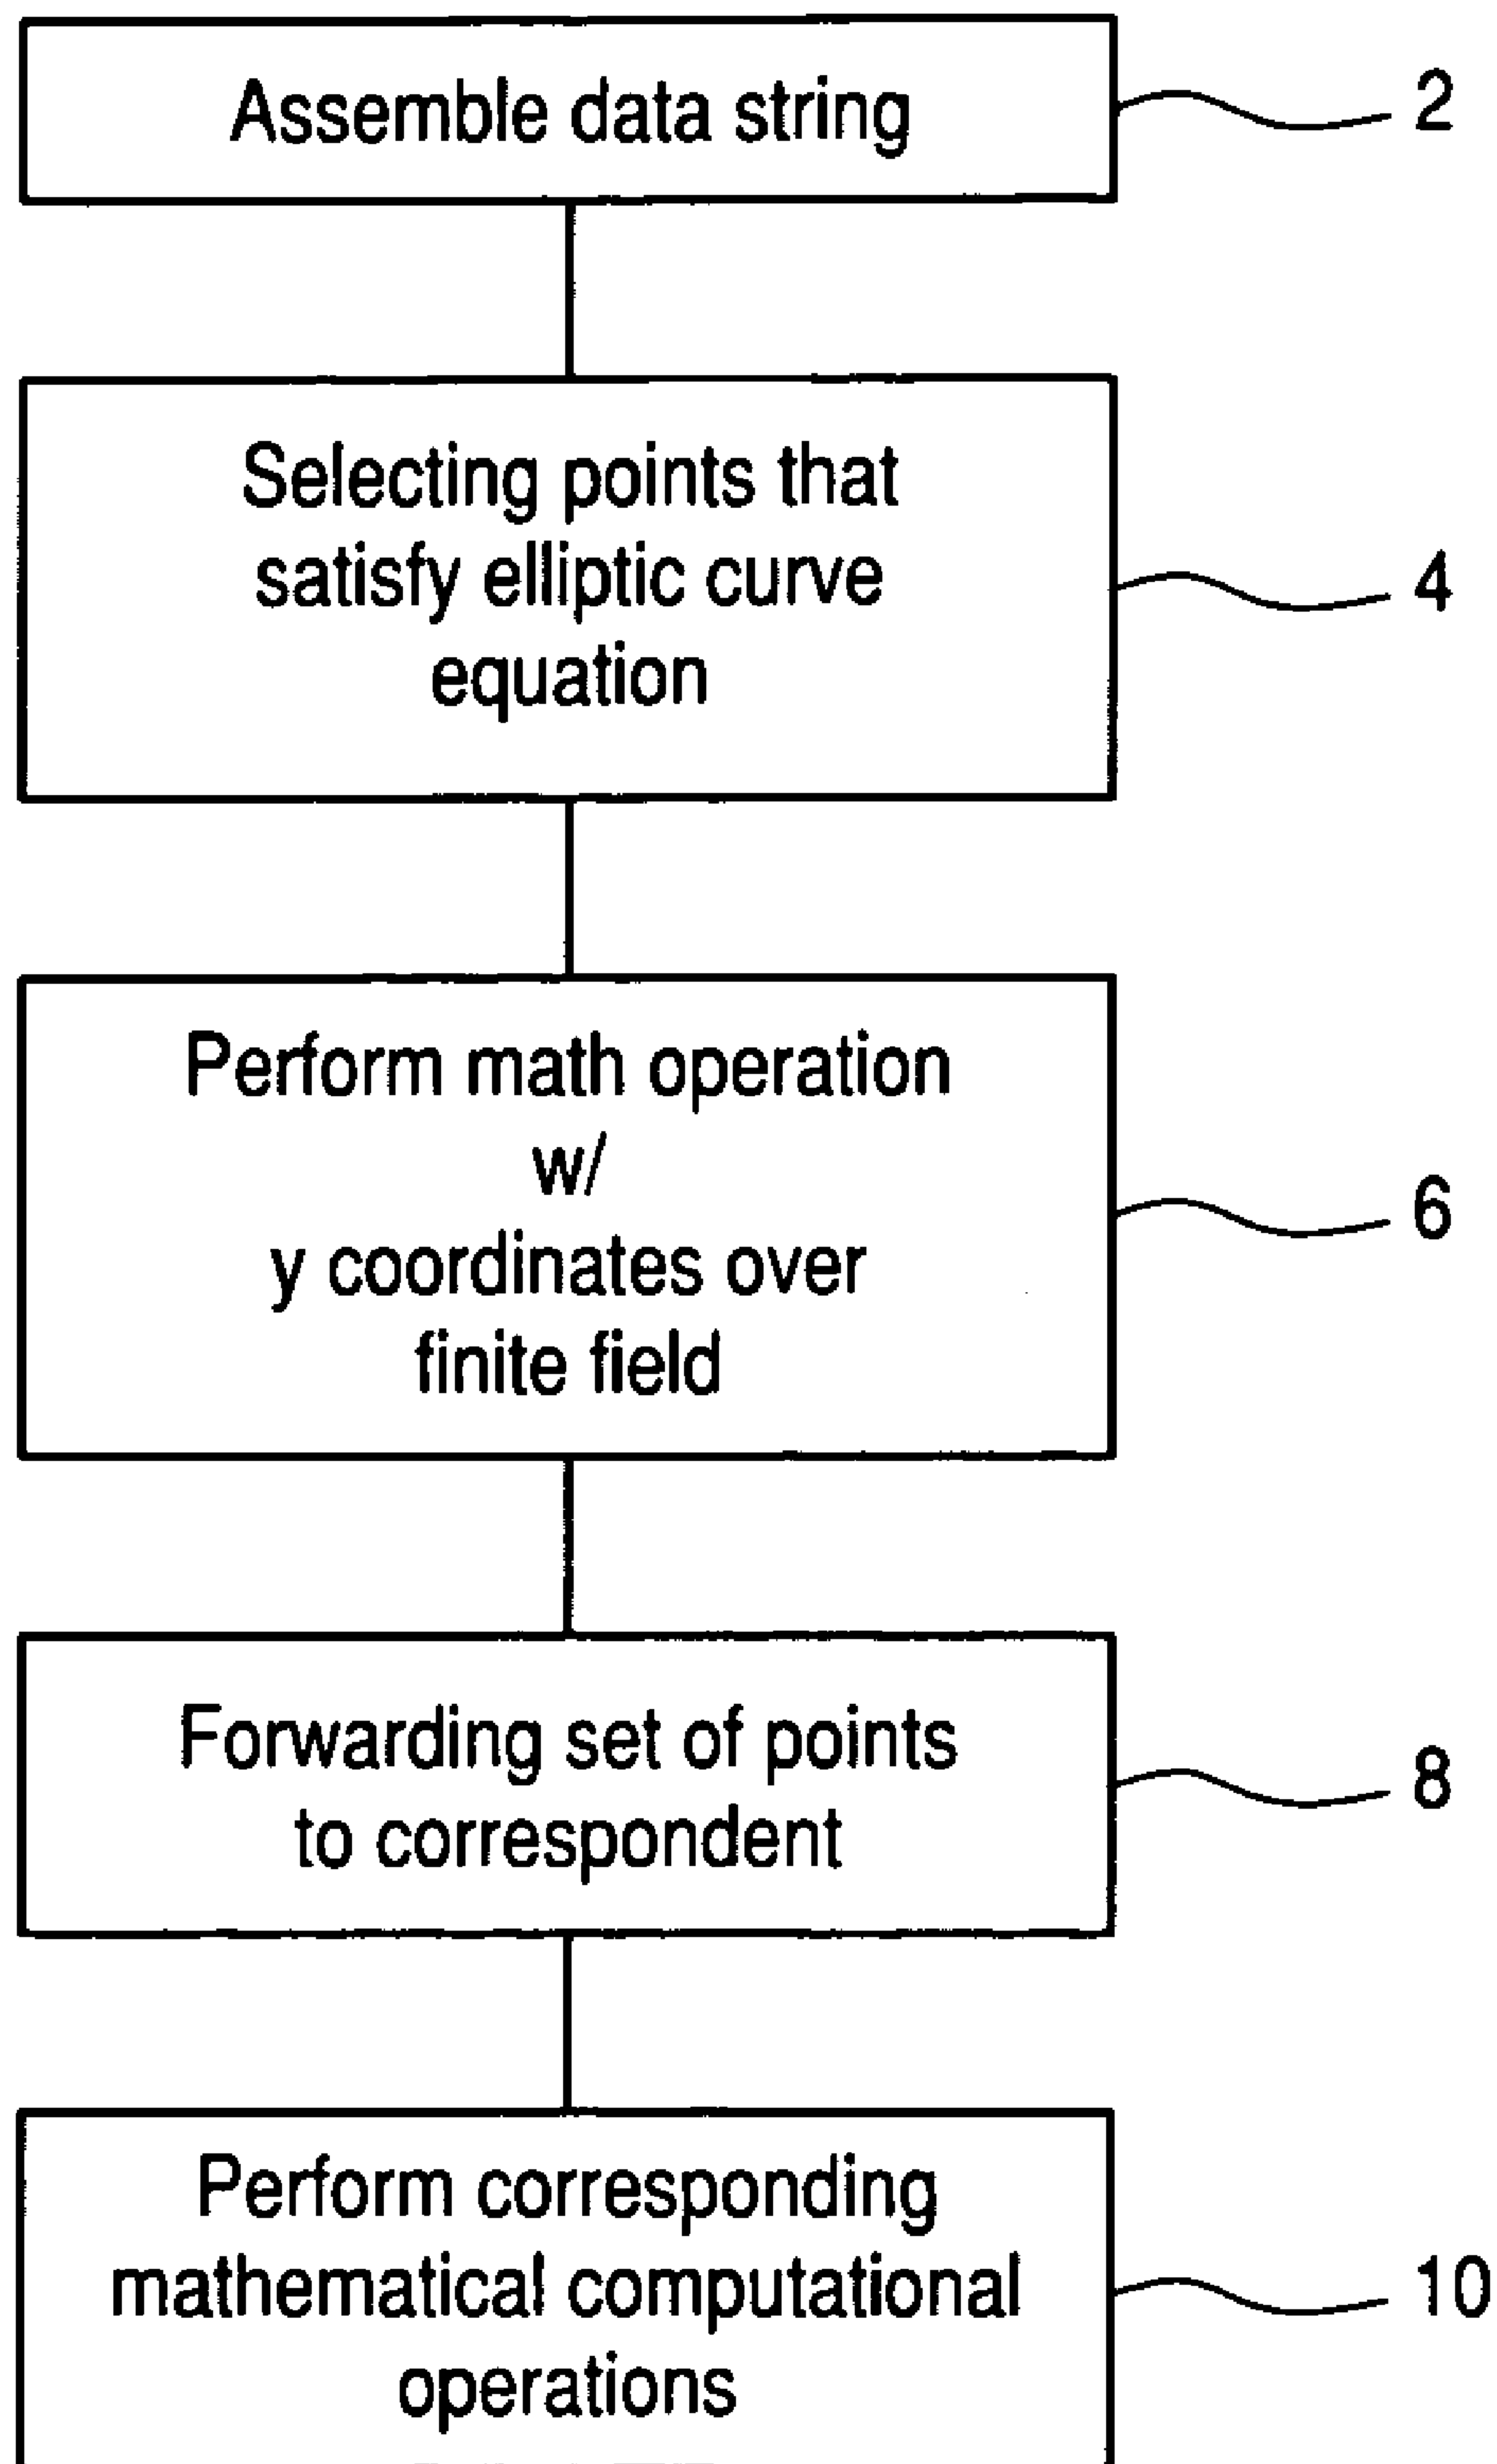 Assemble data string
2
Selecting points that
satisfy elliptic curve
equation
4
Perform math operation
w/
y coordinates over
finite field
6
Forwarding set of points
to correspondent
8
Perform corresponding
mathematical computational
operations
10